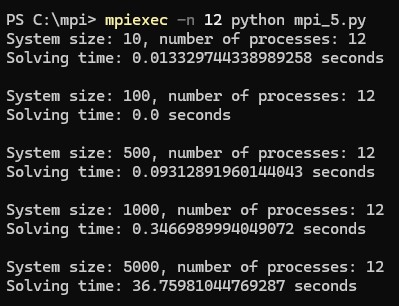 PS C:\mpi> mpiexec -n 12 python mpi_5.py
System size: 10, number of processes: 12
Solving time: 0.013329744338989258 seconds
System size: 100, number of processes: 12
Solving time: 0.0 seconds
System size: 500, number of processes: 12
Solving time: 0.09312891960144043 seconds
System size: 1000, number of processes: 12
Solving time: 0.3466989994049072 seconds
System size: 5000, number of processes: 12
Solving time: 36.75981044769287 seconds